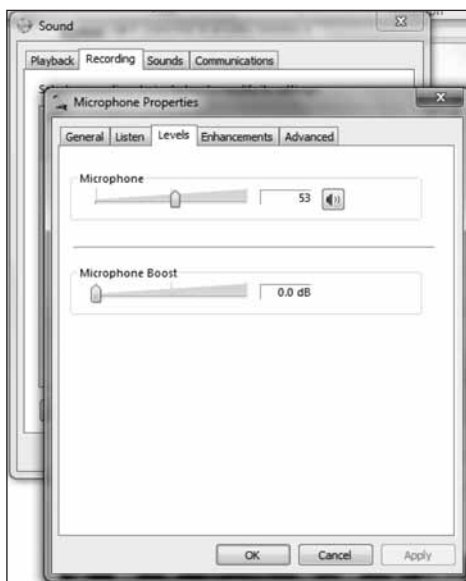 Sound
Playback Recording Sounds Communications
Microphone Properties
General Listen Levels Enhancements Advanced
Microphone
53
Microphone Boost
0.0 dB
OK Cancel Apply